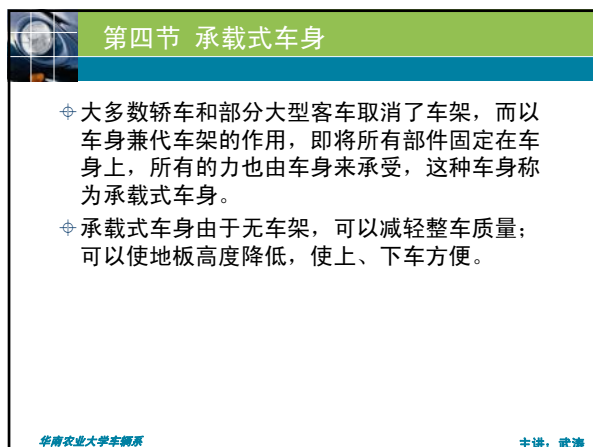 第四节 承载式车身
大多数轿车和部分大型客车取消了车架，而以
车身兼代车架的作用，即将所有部件固定在车
身上，所有的力也由车身来承受，这种车身称
为承载式车身。
承载式车身由于无车架，可以减轻整车质量；
可以使地板高度降低，使上、下车方便。
华南农业大学车辆系
主讲：武涛